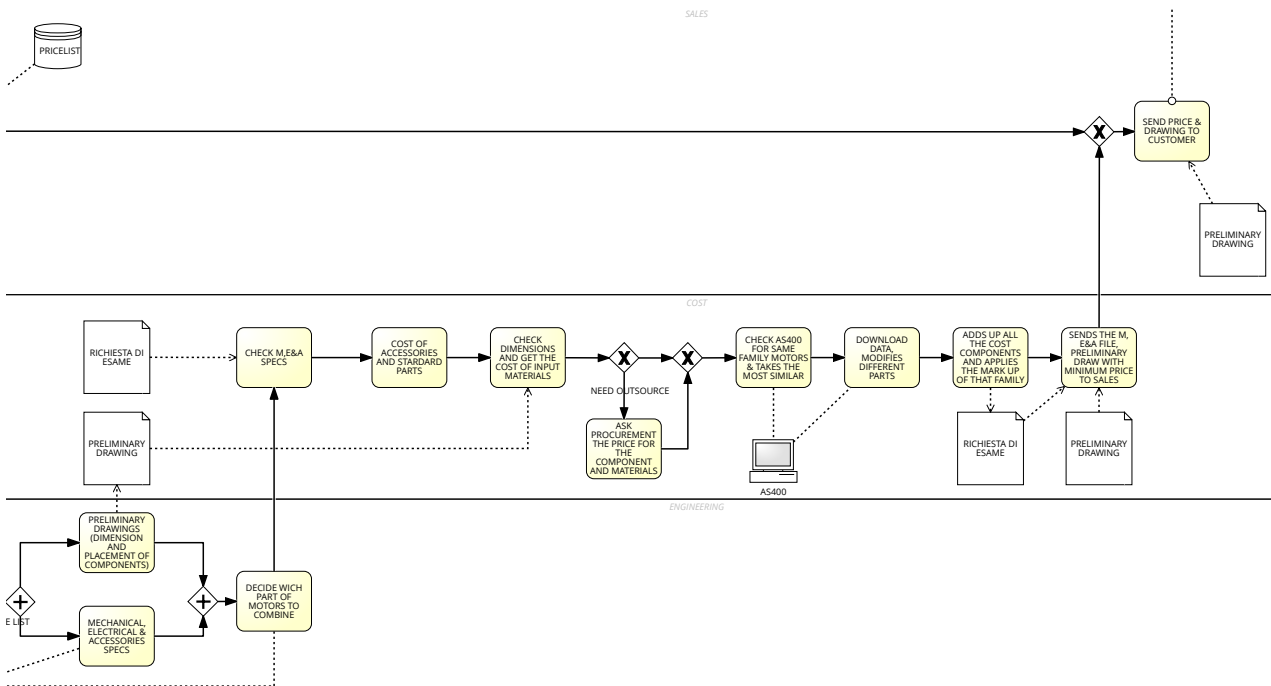 SALES
PRICELIST
SEND PRICE &
DRAWING TO
CUSTOMER
PRELIMINARY
DRAWING
COST
RICHIESTA DI
ESAME
CHECK M,E&A
SPECS
COST OF
ACCESSORIES
AND STARDARD
PARTS
CHECK
DIMENSIONS
AND GET THE
COST OF INPUT
MATERIALS
NEED OUTSOURCE
CHECK AS400
FOR SAME
FAMILY MOTORS
& TAKES THE
MOST SIMILAR
DOWNLOAD
DATA,
MODIFIES
DIFFERENT
PARTS
ADDS UP ALL
THE COST
COMPONENTS
AND APPLIES
THE MARK UP
OF THAT FAMILY
SENDS THE M,
E&A FILE,
PRELIMINARY
DRAW WITH
MINIMUM PRICE
TO SALES
PRELIMINARY
DRAWING
ASK
PROCUREMENT
THE PRICE FOR
THE
COMPONENT
AND MATERIALS
AS400
RICHIESTA DI
ESAME
PRELIMINARY
DRAWING
ENGINEERING
PRELIMINARY
DRAWINGS
(DIMENSION
AND
PLACEMENT OF
COMPONENTS)
E LIST
MECHANICAL,
ELECTRICAL &
ACCESSORIES
SPECS
DECIDE WICH
PART OF
MOTORS TO
COMBINE